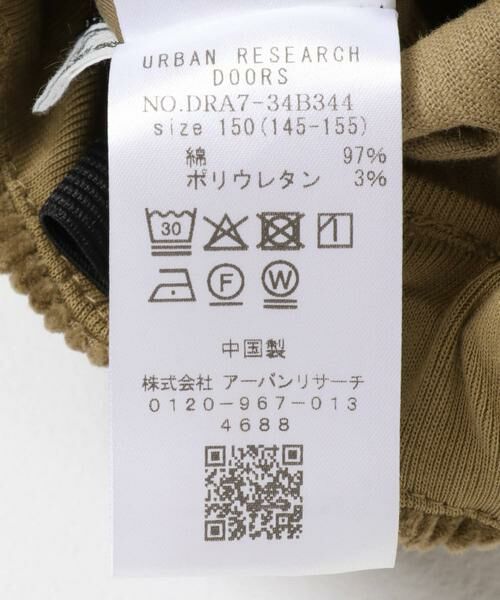 URBAN RESEARCH
DOORS
NO.DRA7-34B344
size 150(145-155)
綿 97%
ポリウレタン 3%
30
F W
中国製
株式会社 アーバンリサーチ
0120-967-013
4688